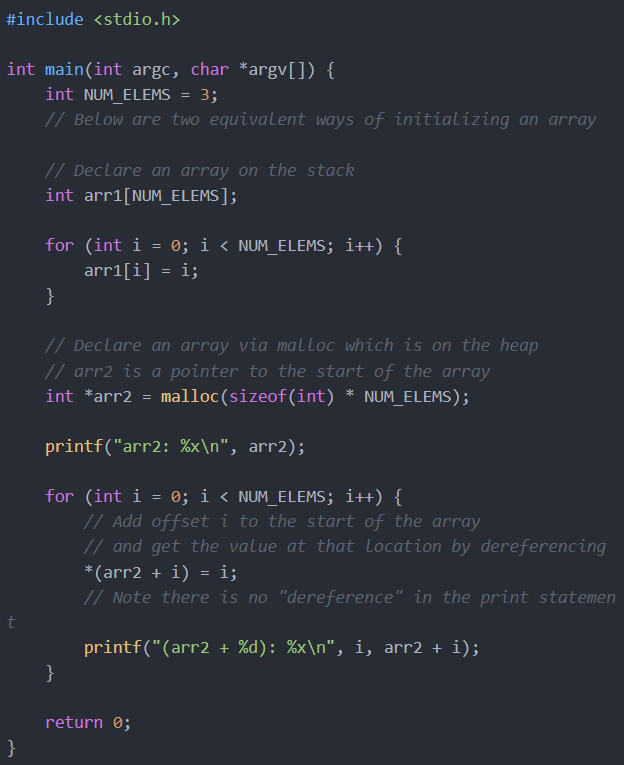 #include <stdio.h>
int main(int argc, char *argv[]) {
    int NUM_ELEMS = 3;
    // Below are two equivalent ways of initializing an array
    // Declare an array on the stack
    int arr1[NUM_ELEMS];
    for (int i = 0; i < NUM_ELEMS; i++) {
        arr1[i] = i;
    }
    // Declare an array via malloc which is on the heap
    // arr2 is a pointer to the start of the array
    int *arr2 = malloc(sizeof(int) * NUM_ELEMS);
    printf("arr2: %x\n", arr2);
    for (int i = 0; i < NUM_ELEMS; i++) {
        // Add offset i to the start of the array
        // and get the value at that location by dereferencing
        *(arr2 + i) = i;
        // Note there is no "dereference" in the print statemen
t
        printf("(arr2 + %d): %x\n", i, arr2 + i);
    }
    return 0;
}